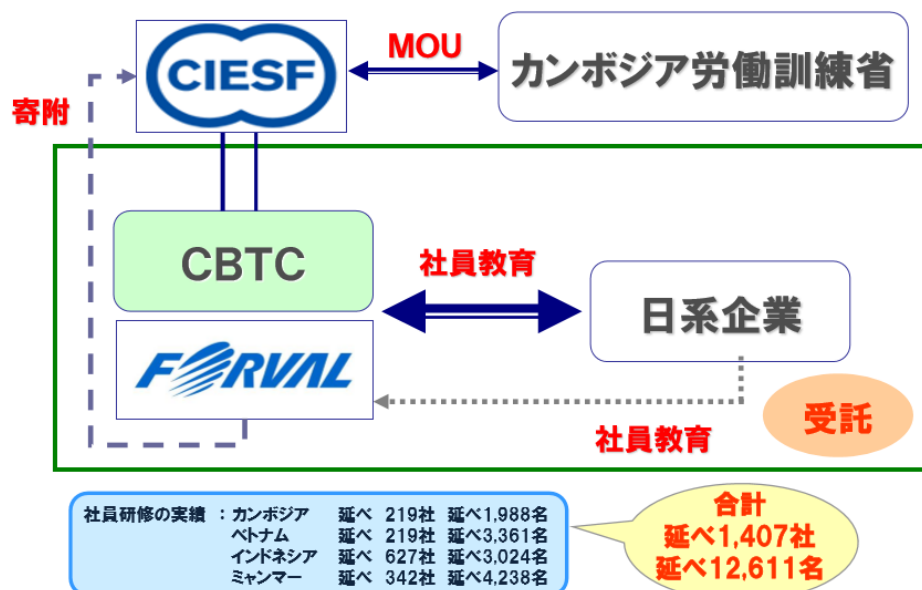 CIESF
MOU
カンボジア労働訓練省
寄附
CBTC
社員教育
日系企業
FORVAL
社員教育
受託
社員研修の実績 : カンボジア 延べ 219社 延べ1,988名
ベトナム 延べ 219社 延べ3,361名
インドネシア 延べ 627社 延べ3,024名
ミャンマー 延べ 342社 延べ4,238名
合計
延べ1,407社
延べ12,611名